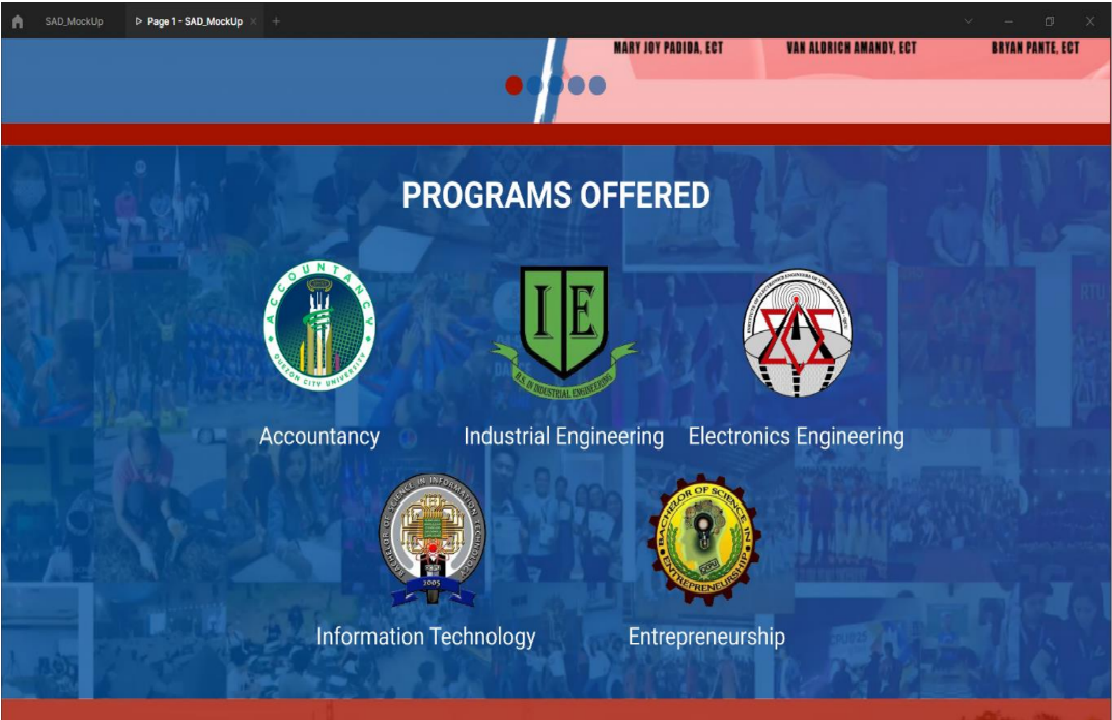 SAD_MockUp
Page 1 - SAD_MockUp
MARY JOY PADIDA, ECT
VAN ALDRICH AMANDY, ECT
BRYAN PANTE, ECT
PROGRAMS OFFERED
ACCOUNTANCY
QUEZON CITY UNIVERSITY
IE
B.S. IN INDUSTRIAL ENGINEERING
Accountancy
Industrial Engineering
Electronics Engineering
BACHELOR OF SCIENCE IN INFORMATION TECHNOLOGY
2005
BACHELOR OF SCIENCE IN
ENTREPRENEURSHIP
Information Technology
Entrepreneurship